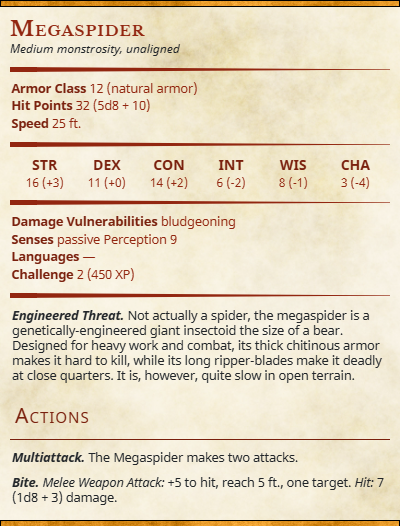 Megaspider
Medium monstrosity, unaligned
Armor Class 12 (natural armor)
Hit Points 32 (5d8 + 10)
Speed 25 ft.
STR DEX CON INT WIS CHA
16 (+3) 11 (+0) 14 (+2) 6 (-2) 8 (-1) 3 (-4)
Damage Vulnerabilities bludgeoning
Senses passive Perception 9
Languages —
Challenge 2 (450 XP)
Engineered Threat. Not actually a spider, the megaspider is a
genetically-engineered giant insectoid the size of a bear.
Designed for heavy work and combat, its thick chitinous armor
makes it hard to kill, while its long ripper-blades make it deadly
at close quarters. It is, however, quite slow in open terrain.
Actions
Multiattack. The Megaspider makes two attacks.
Bite. Melee Weapon Attack: +5 to hit, reach 5 ft., one target. Hit: 7
(1d8 + 3) damage.